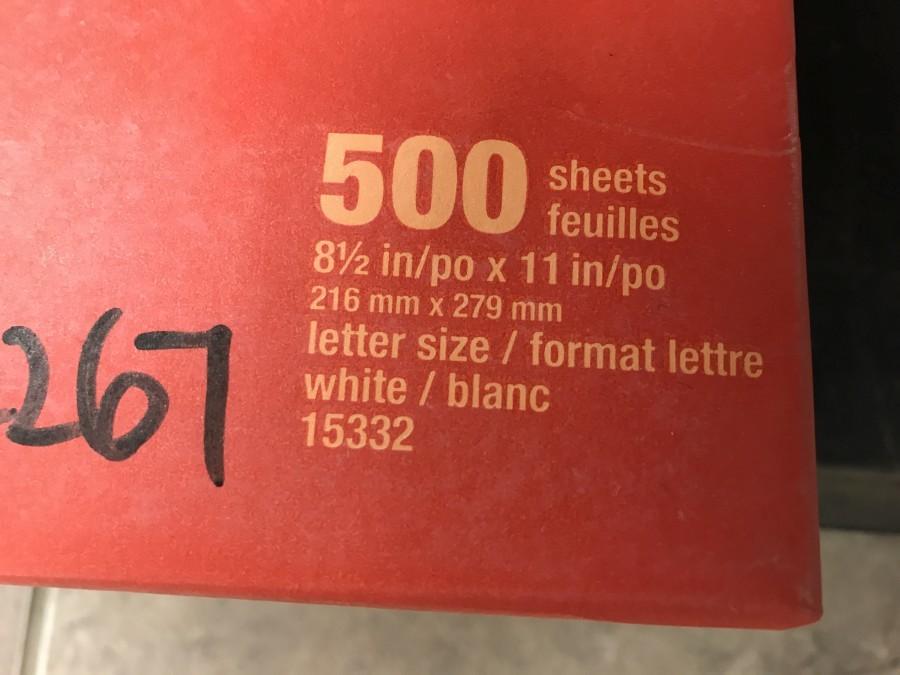 500 sheets
feuilles
8½ in/po x 11 in/po
216 mm x 279 mm
letter size / format lettre
white / blanc
15332
267